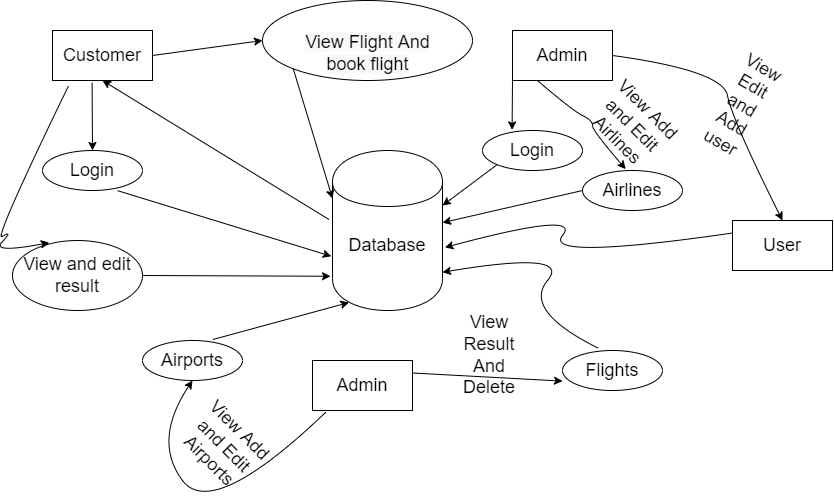 Customer
View Flight And
book flight
Admin
View
Edit
and
Add
user
View Add
and Edit
Airlines
Login
Login
Airlines
Database
User
View and edit
result
View
Result
And
Delete
Airports
Admin
Flights
View Add
and Edit
Airports